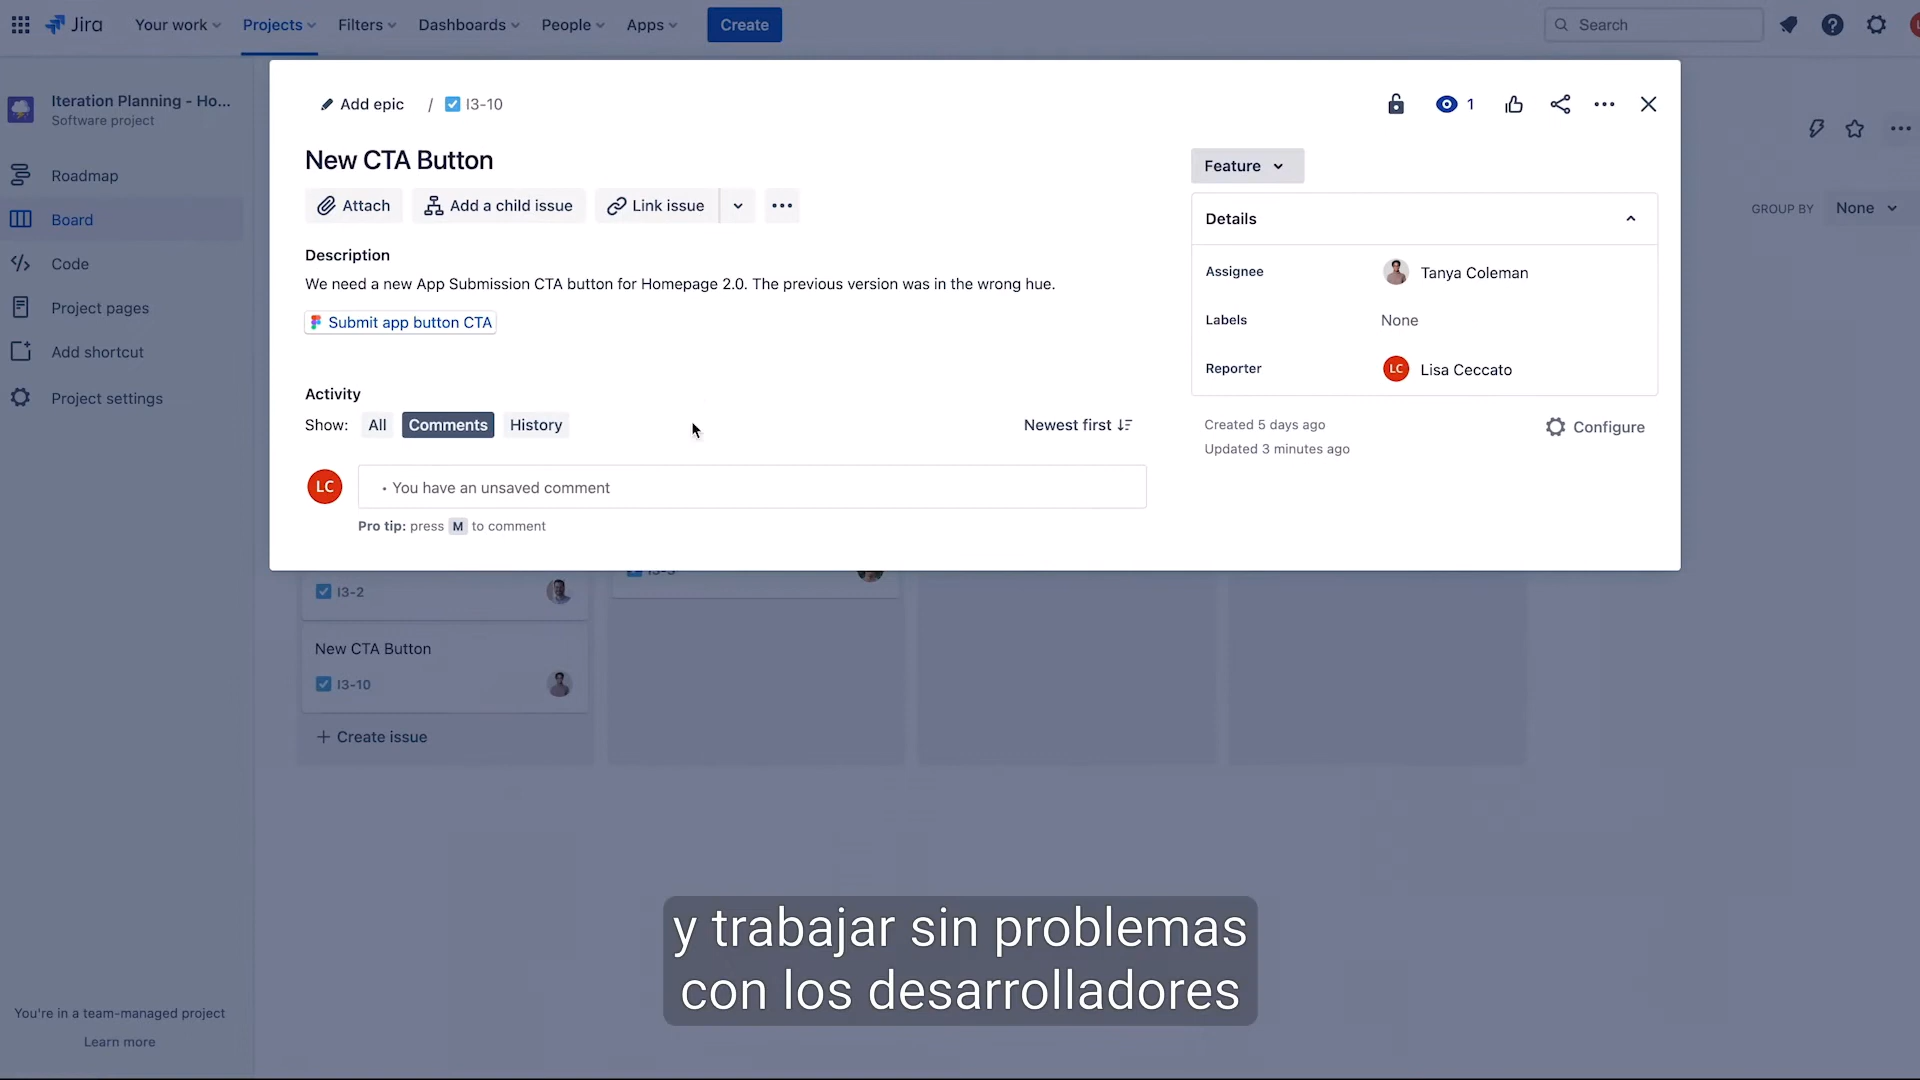 Jira
Your work
Projects
Filters
Dashboards
People
Apps
Create
Search
Iteration Planning - Ho...
Software project
Roadmap
Board
Code
Project pages
Add shortcut
Project settings
You're in a team-managed project
Learn more
Add epic / I3-10
New CTA Button
Attach
Add a child issue
Link issue
Description
We need a new App Submission CTA button for Homepage 2.0. The previous version was in the wrong hue.
Submit app button CTA
Activity
Show: All Comments History
Newest first
LC
• You have an unsaved comment
Pro tip: press M to comment
1
Feature
Details
Assignee Tanya Coleman
Labels None
Reporter LC Lisa Ceccato
Created 5 days ago
Updated 3 minutes ago
Configure
GROUP BY None
I3-2
New CTA Button
I3-10
+ Create issue
y trabajar sin problemas
con los desarrolladores